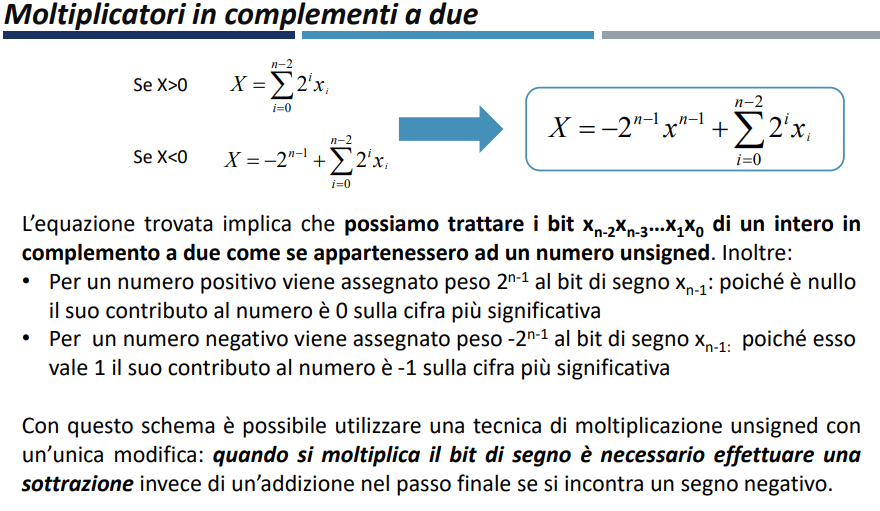 Moltiplicatori in complementi a due
Se X>0 X = ∑_{i=0}^{n-2} 2^i x_i
Se X<0 X = −2^{n−1} + ∑_{i=0}^{n-2} 2^i x_i
X = −2^{n−1} x^{n−1} + ∑_{i=0}^{n-2} 2^i x_i
L'equazione trovata implica che possiamo trattare i bit x_{n-2}x_{n-3}…x_1x_0 di un intero in
complemento a due come se appartenessero ad un numero unsigned. Inoltre:
• Per un numero positivo viene assegnato peso 2^{n-1} al bit di segno x_{n-1}: poiché è nullo
il suo contributo al numero è 0 sulla cifra più significativa
• Per un numero negativo viene assegnato peso -2^{n-1} al bit di segno x_{n-1:} poiché esso
vale 1 il suo contributo al numero è -1 sulla cifra più significativa
Con questo schema è possibile utilizzare una tecnica di moltiplicazione unsigned con
un'unica modifica: quando si moltiplica il bit di segno è necessario effettuare una
sottrazione invece di un'addizione nel passo finale se si incontra un segno negativo.